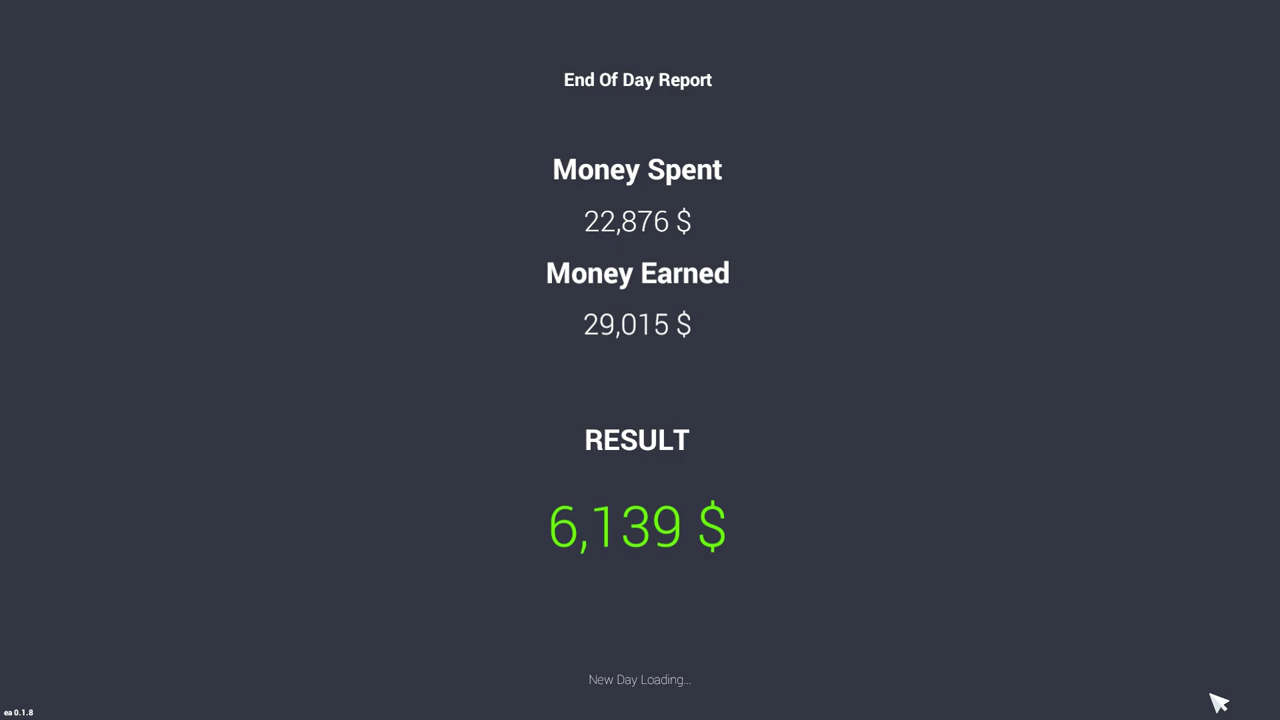 End Of Day Report
Money Spent
22,876 $
Money Earned
29,015 $
RESULT
6,139 $
New Day Loading...
ea 0.1.8